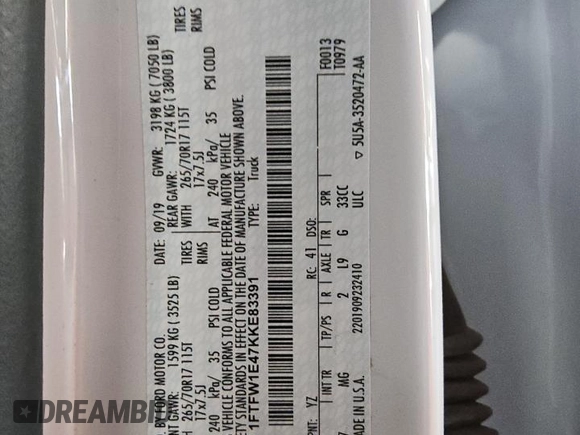 BY FORD MOTOR CO.
DATE: 09/19 GVWR: 3198 KG ( 7050 LB)
NT GAWR: 1599 KG ( 3525 LB) REAR GAWR: 1724 KG ( 3800 LB)
H 265/70R17 115T TIRES WITH 265/70R17 115T TIRES
17x7.5J RIMS 17x7.5J RIMS
240 kPa/ 35 PSI COLD AT 240 kPa/ 35 PSI COLD
VEHICLE CONFORMS TO ALL APPLICABLE FEDERAL MOTOR VEHICLE
ETY STANDARDS IN EFFECT ON THE DATE OF MANUFACTURE SHOWN ABOVE.
1FTFW1E47KKE83391 TYPE: Truck
F0013
T0979
PNT: YZ RC: 41 DSO:
INT TR TP/PS R AXLE TR SPR
MG 2 L9 G 33CC
DE IN U.S.A. 2201909232410 ULC
▽ 5U5A-3520472-AA
DREAMBI